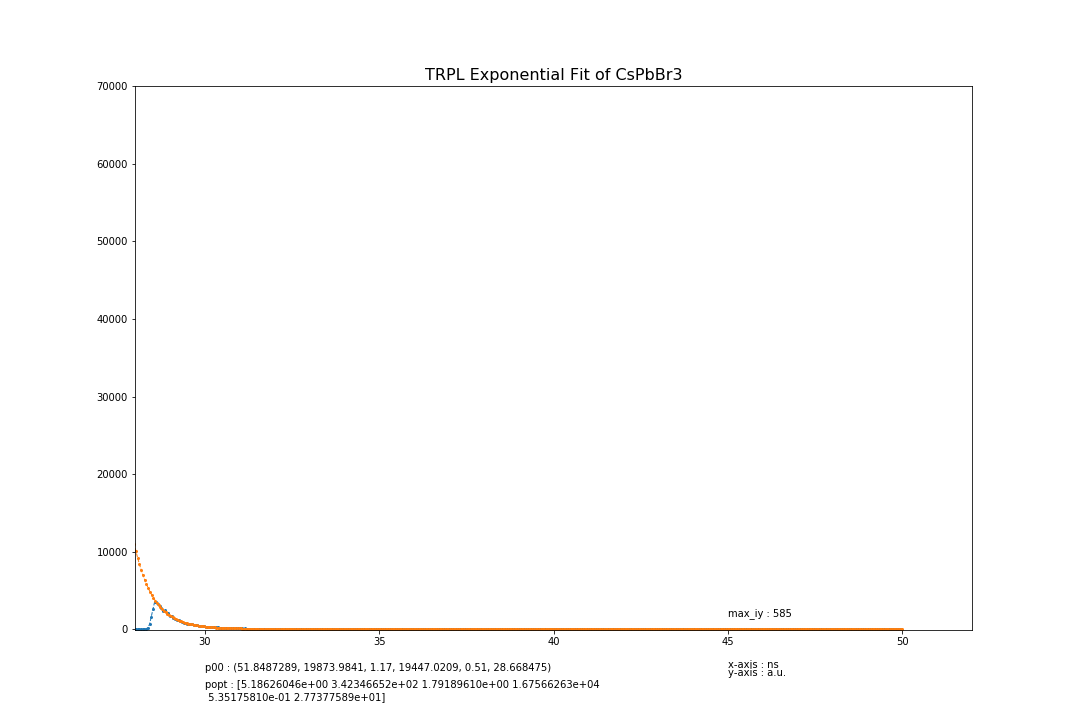 TRPL Exponential Fit of CsPbBr3
70000
60000
50000
40000
30000
20000
10000
0
max_iy : 585
30 35 40 45 50
p00 : (51.8487289, 19873.9841, 1.17, 19447.0209, 0.51, 28.668475)
x-axis : ns
y-axis : a.u.
popt : [5.18626046e+00 3.42346652e+02 1.79189610e+00 1.67566263e+04
5.35175810e-01 2.77377589e+01]